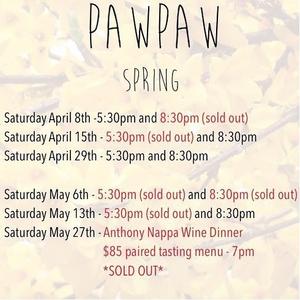 PAWPAW
SPRING
Saturday April 8th -5:30pm and 8:30pm (sold out)
Saturday April 15th - 5:30pm (sold out) and 8:30pm
Saturday April 29th - 5:30pm and 8:30pm
Saturday May 6th - 5:30pm (sold out) and 8:30pm (sold out)
Saturday May 13th - 5:30pm (sold out) and 8:30pm
Saturday May 27th - Anthony Nappa Wine Dinner
$85 paired tasting menu - 7pm
*SOLD OUT*